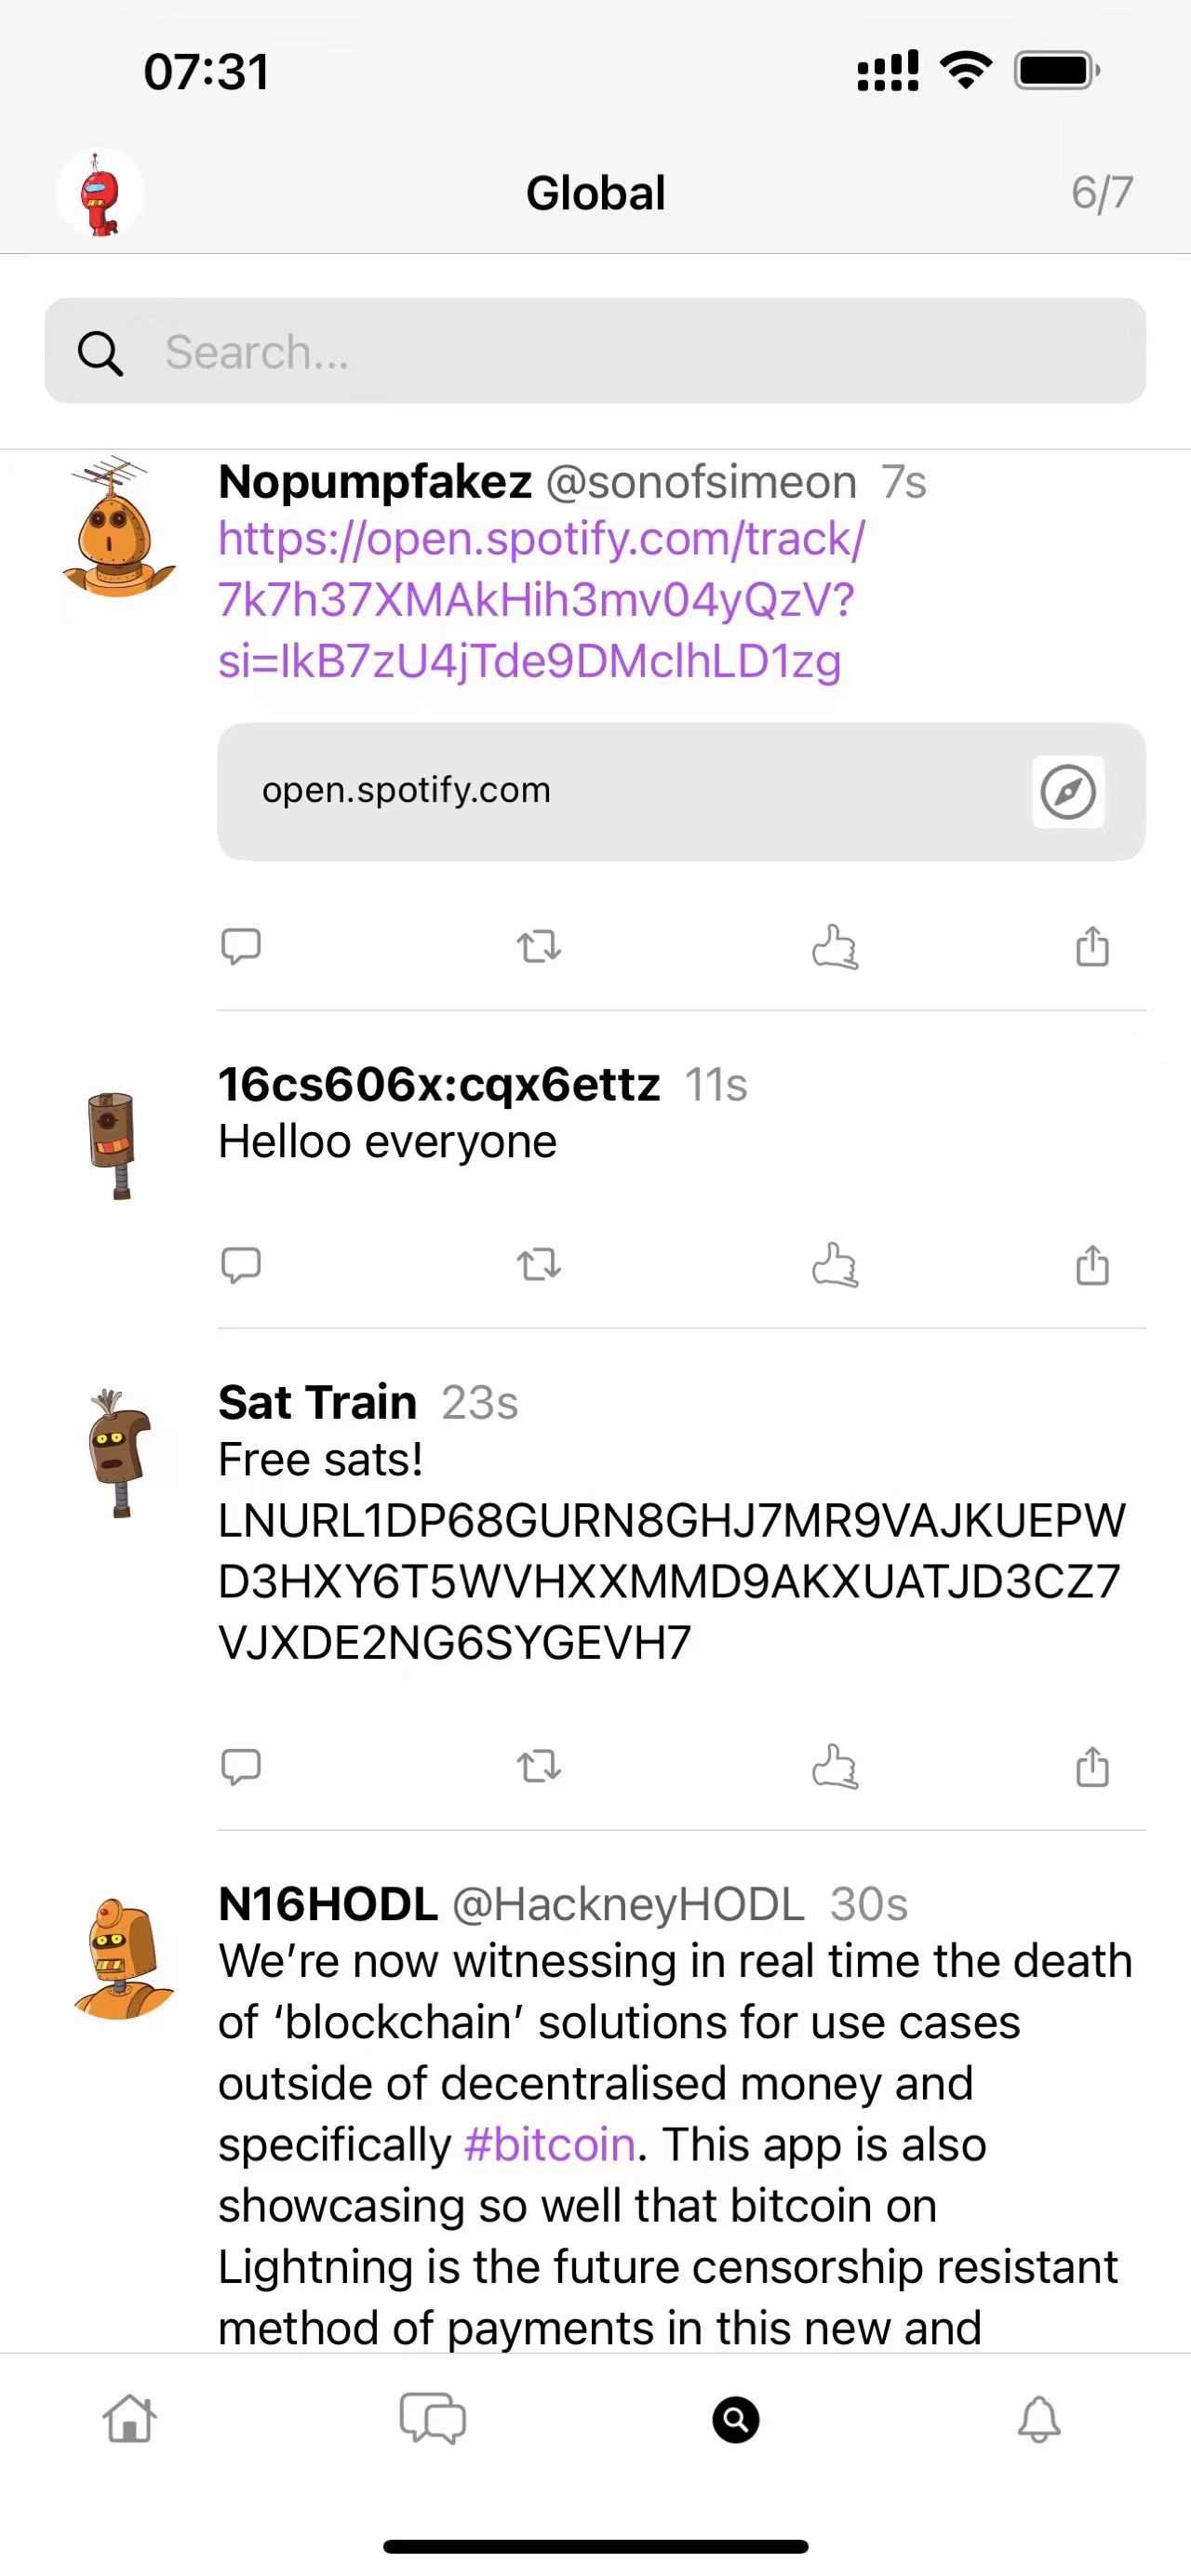 07:31
Global
6/7
Search...
Nopumpfakez @sonofsimeon 7s
https://open.spotify.com/track/
7k7h37XMAkHih3mv04yQzV?
si=IkB7zU4jTde9DMclhLD1zg
open.spotify.com
16cs606x:cqx6ettz 11s
Helloo everyone
Sat Train 23s
Free sats!
LNURL1DP68GURN8GHJ7MR9VAJKUEPW
D3HXY6T5WVHXXMMD9AKXUATJD3CZ7
VJXDE2NG6SYGEVH7
N16HODL @HackneyHODL 30s
We’re now witnessing in real time the death
of ‘blockchain’ solutions for use cases
outside of decentralised money and
specifically #bitcoin. This app is also
showcasing so well that bitcoin on
Lightning is the future censorship resistant
method of payments in this new and